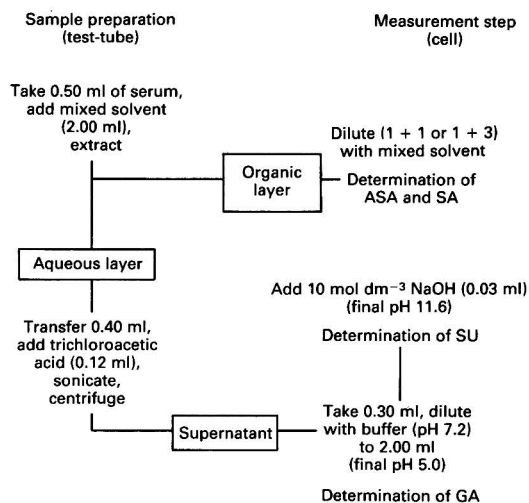 Sample preparation
(test-tube)
Measurement step
(cell)
Take 0.50 ml of serum,
add mixed solvent
(2.00 ml),
extract
Organic
layer
Dilute (1 + 1 or 1 + 3)
with mixed solvent
Determination of
ASA and SA
Aqueous layer
Transfer 0.40 ml,
add trichloroacetic
acid (0.12 ml),
sonicate,
centrifuge
Supernatant
Add 10 mol dm⁻³ NaOH (0.03 ml)
(final pH 11.6)
Determination of SU
Take 0.30 ml, dilute
with buffer (pH 7.2)
to 2.00 ml
(final pH 5.0)
Determination of GA